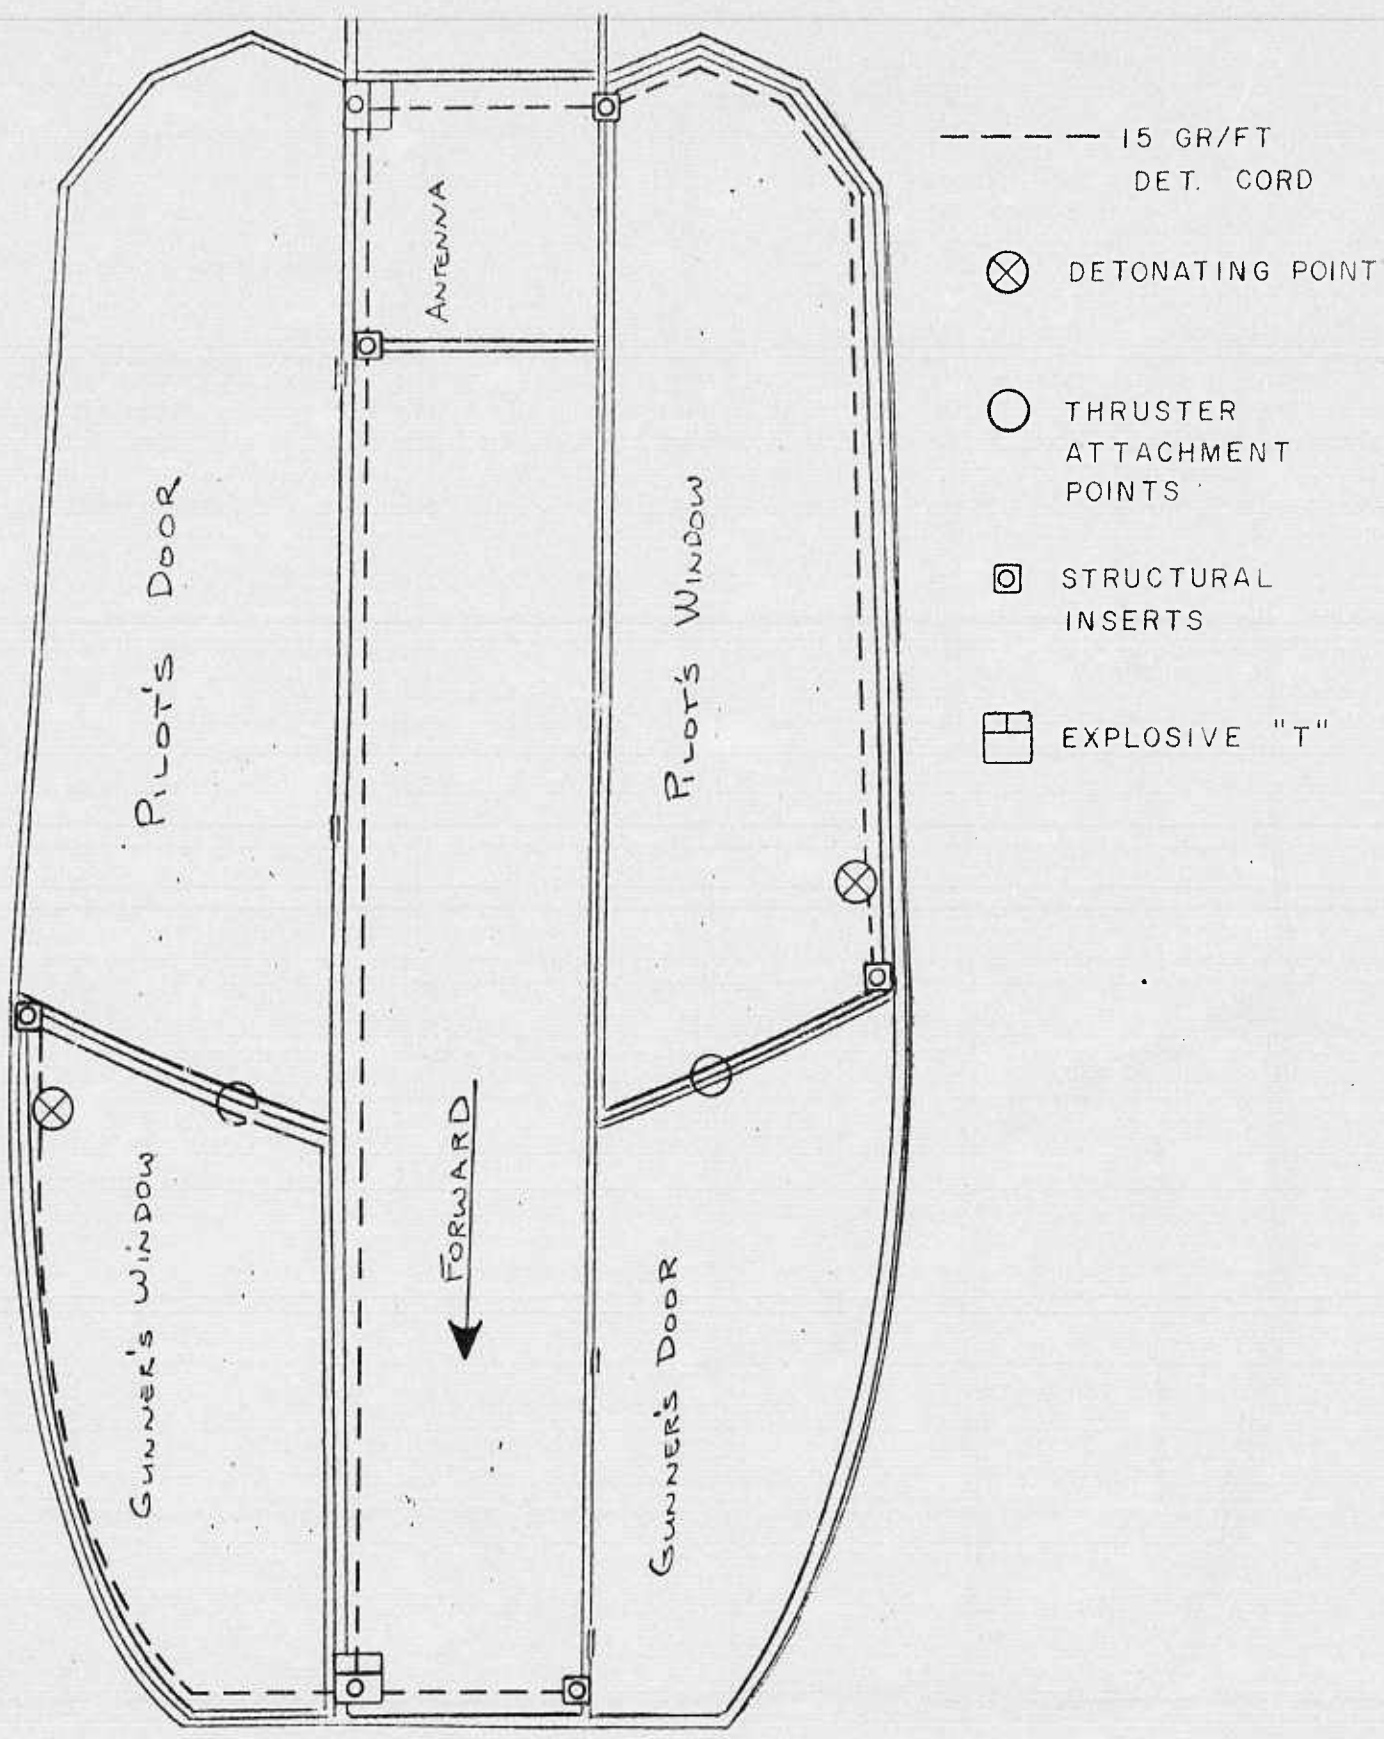 15 GR/FT
DET. CORD
DETONATING POINT
THRUSTER
ATTACHMENT
POINTS
STRUCTURAL
INSERTS
EXPLOSIVE "T"
ANTENNA
PILOT'S DOOR
PILOT'S WINDOW
FORWARD
GUNNER'S WINDOW
GUNNER'S DOOR